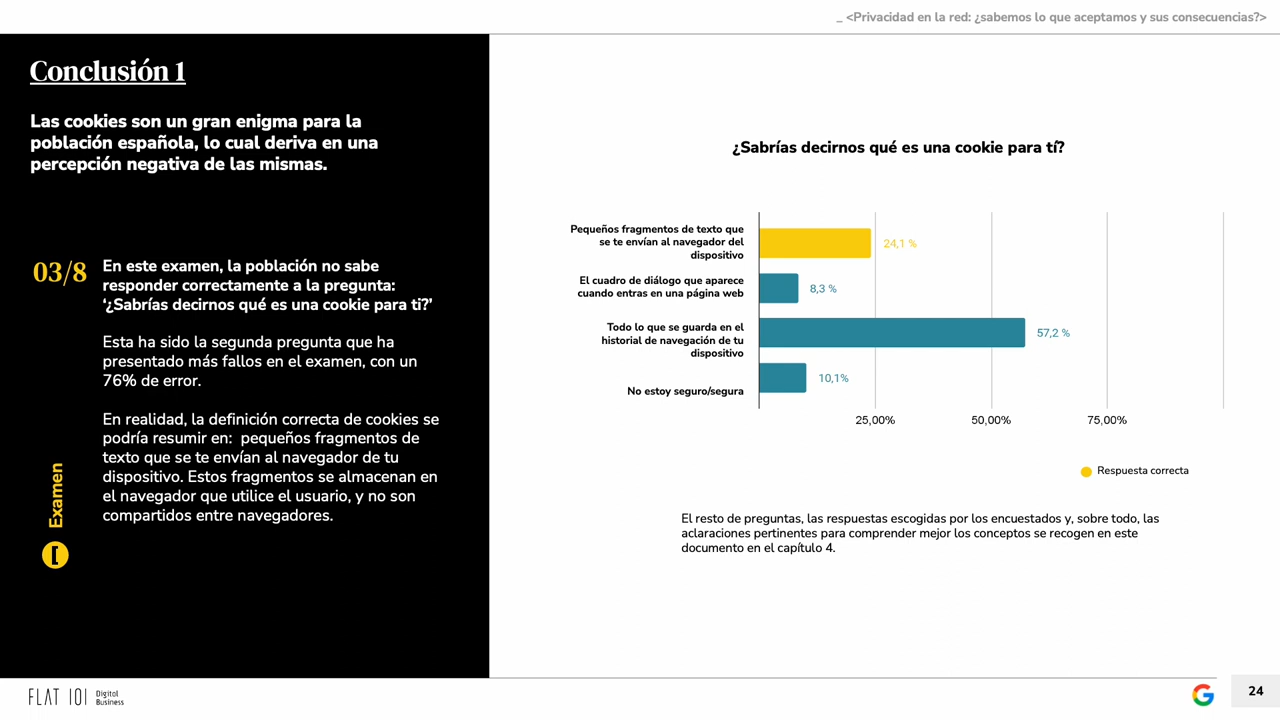 _ <Privacidad en la red: ¿sabemos lo que aceptamos y sus consecuencias?>
Conclusión 1
Las cookies son un gran enigma para la
población española, lo cual deriva en una
percepción negativa de las mismas.
03/8
En este examen, la población no sabe
responder correctamente a la pregunta:
‘¿Sabrías decirnos qué es una cookie para ti?’
Esta ha sido la segunda pregunta que ha
presentado más fallos en el examen, con un
76% de error.
En realidad, la definición correcta de cookies se
podría resumir en: pequeños fragmentos de
texto que se te envían al navegador de tu
dispositivo. Estos fragmentos se almacenan en
el navegador que utilice el usuario, y no son
compartidos entre navegadores.
Examen
[
¿Sabrías decirnos qué es una cookie para tí?
Pequeños fragmentos de texto que
se te envían al navegador del
dispositivo
24,1 %
El cuadro de diálogo que aparece
cuando entras en una página web
8,3 %
Todo lo que se guarda en el
historial de navegación de tu
dispositivo
57,2 %
No estoy seguro/segura
10,1%
25,00% 50,00% 75,00%
Respuesta correcta
El resto de preguntas, las respuestas escogidas por los encuestados y, sobre todo, las
aclaraciones pertinentes para comprender mejor los conceptos se recogen en este
documento en el capítulo 4.
FLAT 101 Digital
Business
G
24